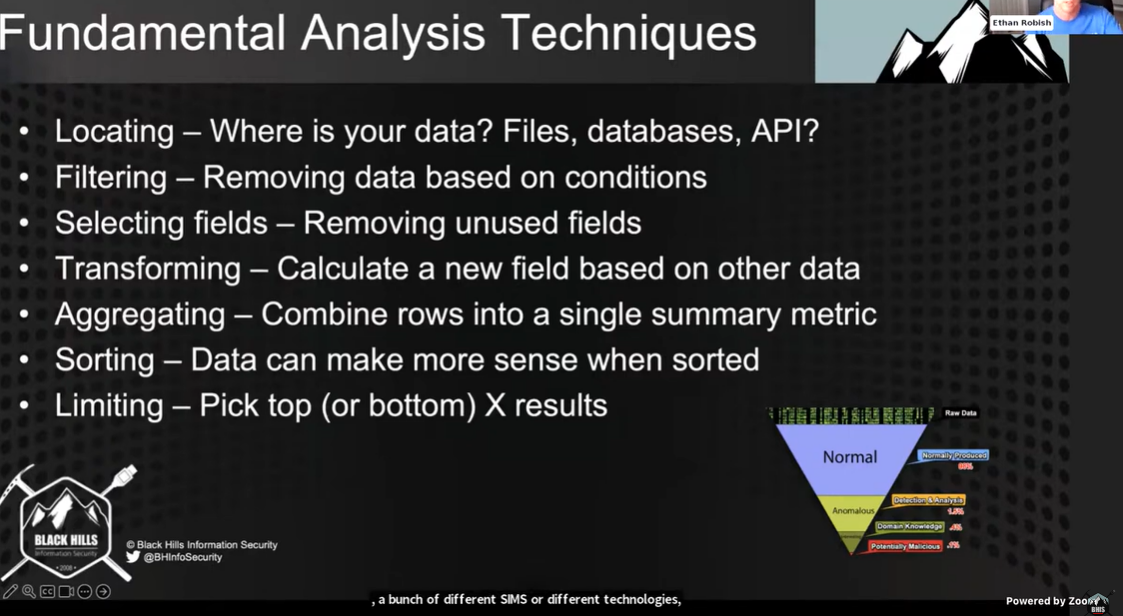 Fundamental Analysis Techniques
Ethan Robish
• Locating – Where is your data? Files, databases, API?
• Filtering – Removing data based on conditions
• Selecting fields – Removing unused fields
• Transforming – Calculate a new field based on other data
• Aggregating – Combine rows into a single summary metric
• Sorting – Data can make more sense when sorted
• Limiting – Pick top (or bottom) X results
Raw Data
Normal
Normally Produced
Anomalous
Detection & Analysis
1.5%
Domain Knowledge
Potentially Malicious
.1%
BLACK HILLS
Information Security
• 2008 •
© Black Hills Information Security
@BHInfoSecurity
CC
, a bunch of different SIMS or different technologies,
Powered by Zoom
BHIS